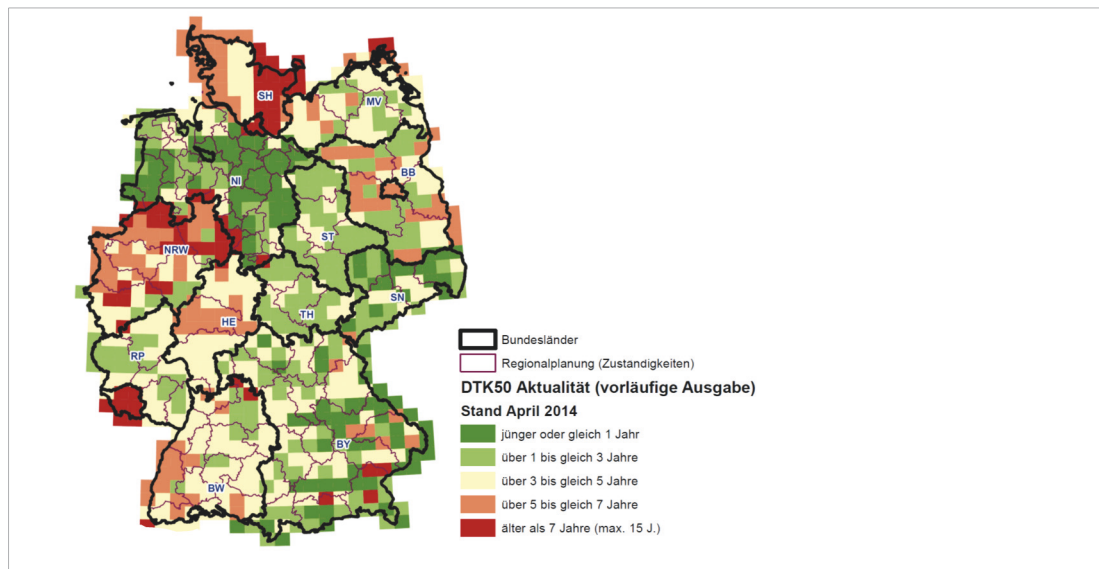 SH
MV
BB
NI
ST
NRW
SN
TH
HE
RP
BY
BW
Bundesländer
Regionalplanung (Zuständigkeiten)
DTK50 Aktualität (vorläufige Ausgabe)
Stand April 2014
jünger oder gleich 1 Jahr
über 1 bis gleich 3 Jahre
über 3 bis gleich 5 Jahre
über 5 bis gleich 7 Jahre
älter als 7 Jahre (max. 15 J.)